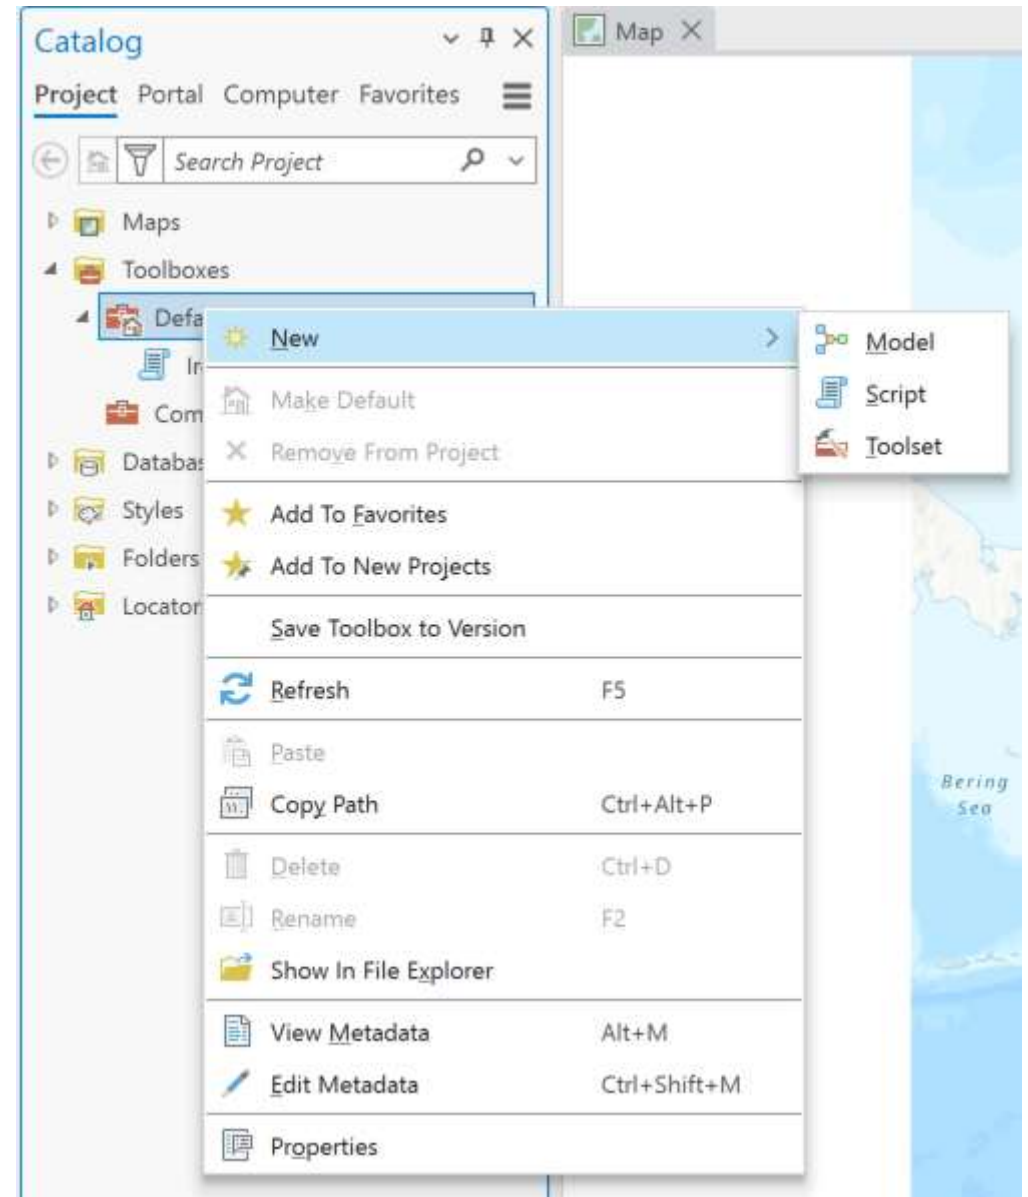 Catalog
Map
Project Portal Computer Favorites
Search Project
Maps
Toolboxes
Defa
New
Model
Ir
Make Default
Script
Com
Remove From Project
Toolset
Databas
Styles
Add To Favorites
Folders
Add To New Projects
Locator
Save Toolbox to Version
Refresh F5
Paste
Copy Path Ctrl+Alt+P
Bering
Sea
Delete Ctrl+D
Rename F2
Show In File Explorer
View Metadata Alt+M
Edit Metadata Ctrl+Shift+M
Properties